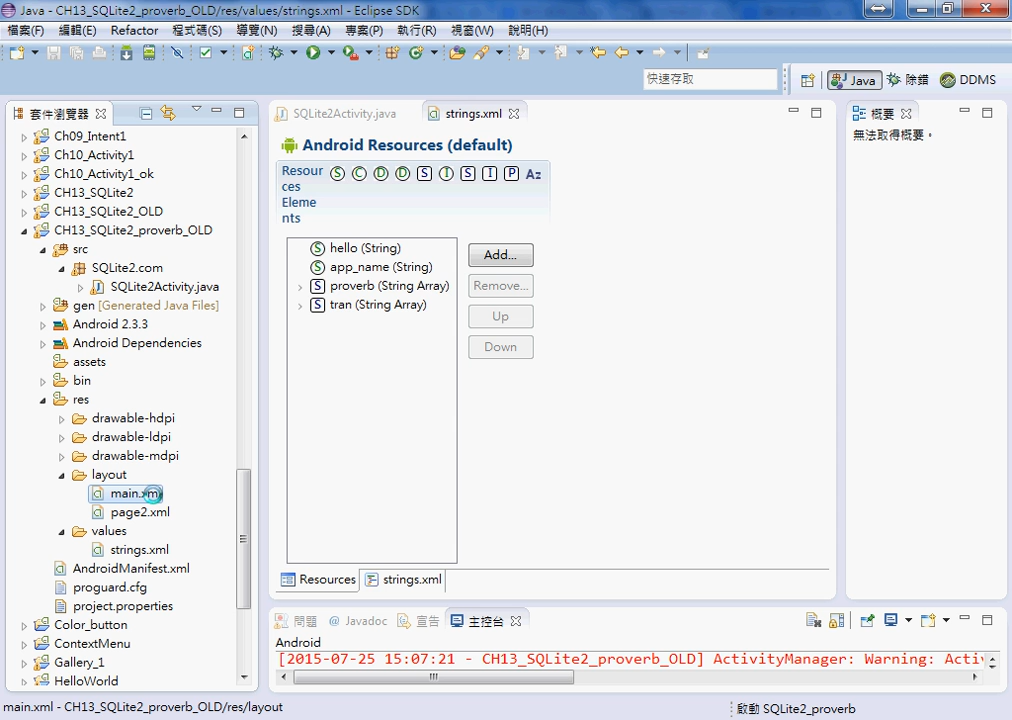 Java - CH13_SQLite2_proverb_OLD/res/values/strings.xml - Eclipse SDK
檔案(F) 編輯(E) Refactor 程式碼(S) 導覽(N) 搜尋(A) 專案(P) 執行(R) 視窗(W) 說明(H)
快速存取
Java
除錯
DDMS
套件瀏覽器
Ch09_Intent1
Ch10_Activity1
Ch10_Activity1_ok
CH13_SQLite2
CH13_SQLite2_OLD
CH13_SQLite2_proverb_OLD
src
SQLite2.com
SQLite2Activity.java
gen [Generated Java Files]
Android 2.3.3
Android Dependencies
assets
bin
res
drawable-hdpi
drawable-ldpi
drawable-mdpi
layout
page2.xml
values
strings.xml
AndroidManifest.xml
proguard.cfg
project.properties
Color_button
ContextMenu
Gallery_1
HelloWorld
SQLite2Activity.java
strings.xml
Android Resources (default)
Resour
ces
Eleme
nts
S C D D S I S I P Az
hello (String)
app_name (String)
proverb (String Array)
tran (String Array)
Add...
Remove...
Up
Down
Resources
strings.xml
概要
無法取得概要。
問題
@ Javadoc
宣告
主控台
Android
[2015-07-25 15:07:21 - CH13_SQLite2_proverb_OLD] ActivityManager: Warning:
main.xml - CH13_SQLite2_proverb_OLD/res/layout
啟動 SQLite2_proverb